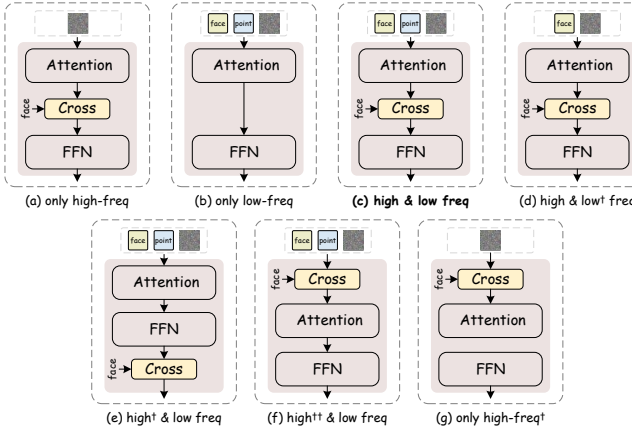 face point face point face
Attention Attention Attention Attention
face Cross face Cross face Cross
FFN FFN FFN FFN
(a) only high-freq (b) only low-freq (c) high & low freq (d) high & low† freq
face point face point
Attention face Cross face Cross
FFN Attention Attention
face Cross FFN FFN
(e) high† & low freq (f) high†† & low freq (g) only high-freq†